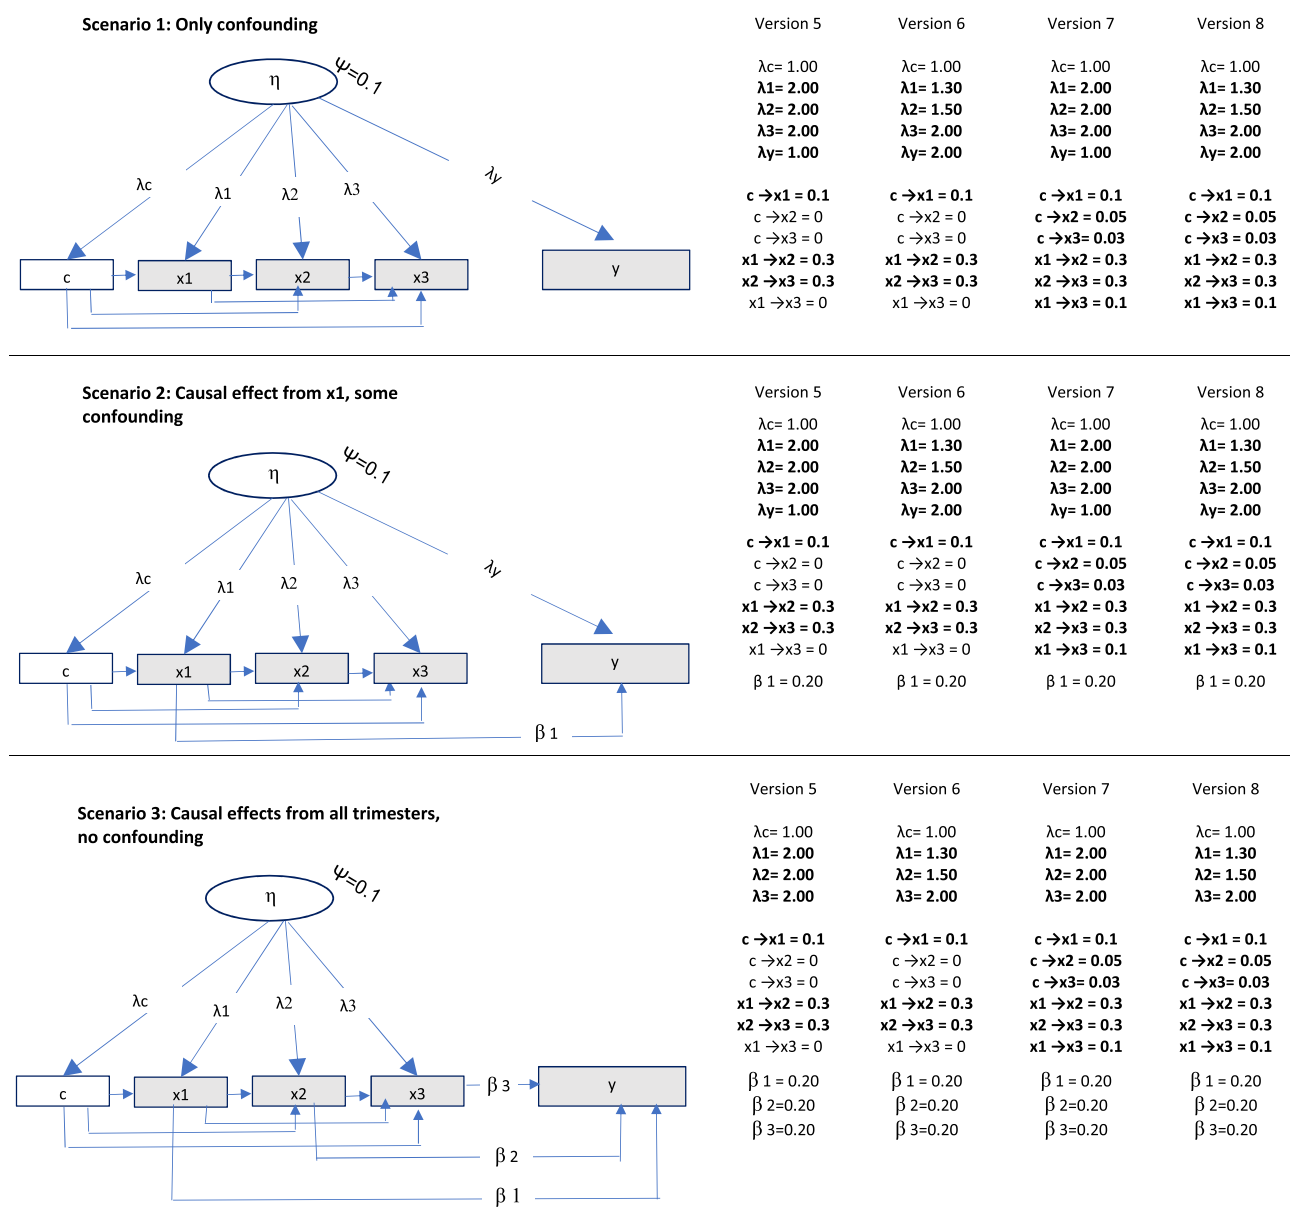 Scenario 1: Only confounding
Version 5 Version 6 Version 7 Version 8
η
Ψ=0.1
λc= 1.00 λc= 1.00 λc= 1.00 λc= 1.00
λ1= 2.00 λ1= 1.30 λ1= 2.00 λ1= 1.30
λ2= 2.00 λ2= 1.50 λ2= 2.00 λ2= 1.50
λ3= 2.00 λ3= 2.00 λ3= 2.00 λ3= 2.00
λy= 1.00 λy= 2.00 λy= 1.00 λy= 2.00
λc λ1 λ2 λ3 λy
c →x1 = 0.1 c →x1 = 0.1 c →x1 = 0.1 c →x1 = 0.1
c →x2 = 0 c →x2 = 0 c →x2 = 0.05 c →x2 = 0.05
c →x3 = 0 c →x3 = 0 c →x3= 0.03 c →x3 = 0.03
x1 →x2 = 0.3 x1 →x2 = 0.3 x1 →x2 = 0.3 x1 →x2 = 0.3
x2 →x3 = 0.3 x2 →x3 = 0.3 x2 →x3 = 0.3 x2 →x3 = 0.3
x1 →x3 = 0 x1 →x3 = 0 x1 →x3 = 0.1 x1 →x3 = 0.1
c x1 x2 x3 y
Scenario 2: Causal effect from x1, some
confounding
Version 5 Version 6 Version 7 Version 8
η
Ψ=0.1
λc= 1.00 λc= 1.00 λc= 1.00 λc= 1.00
λ1= 2.00 λ1= 1.30 λ1= 2.00 λ1= 1.30
λ2= 2.00 λ2= 1.50 λ2= 2.00 λ2= 1.50
λ3= 2.00 λ3= 2.00 λ3= 2.00 λ3= 2.00
λy= 1.00 λy= 2.00 λy= 1.00 λy= 2.00
λc λ1 λ2 λ3 λy
c →x1 = 0.1 c →x1 = 0.1 c →x1 = 0.1 c →x1 = 0.1
c →x2 = 0 c →x2 = 0 c →x2 = 0.05 c →x2 = 0.05
c →x3 = 0 c →x3 = 0 c →x3= 0.03 c →x3= 0.03
x1 →x2 = 0.3 x1 →x2 = 0.3 x1 →x2 = 0.3 x1 →x2 = 0.3
x2 →x3 = 0.3 x2 →x3 = 0.3 x2 →x3 = 0.3 x2 →x3 = 0.3
x1 →x3 = 0 x1 →x3 = 0 x1 →x3 = 0.1 x1 →x3 = 0.1
c x1 x2 x3 y
β 1 = 0.20 β 1 = 0.20 β 1 = 0.20 β 1 = 0.20
β 1
Scenario 3: Causal effects from all trimesters,
no confounding
Version 5 Version 6 Version 7 Version 8
η
Ψ=0.1
λc= 1.00 λc= 1.00 λc= 1.00 λc= 1.00
λ1= 2.00 λ1= 1.30 λ1= 2.00 λ1= 1.30
λ2= 2.00 λ2= 1.50 λ2= 2.00 λ2= 1.50
λ3= 2.00 λ3= 2.00 λ3= 2.00 λ3= 2.00
λc λ1 λ2 λ3
c →x1 = 0.1 c →x1 = 0.1 c →x1 = 0.1 c →x1 = 0.1
c →x2 = 0 c →x2 = 0 c →x2 = 0.05 c →x2 = 0.05
c →x3 = 0 c →x3 = 0 c →x3= 0.03 c →x3= 0.03
x1 →x2 = 0.3 x1 →x2 = 0.3 x1 →x2 = 0.3 x1 →x2 = 0.3
x2 →x3 = 0.3 x2 →x3 = 0.3 x2 →x3 = 0.3 x2 →x3 = 0.3
x1 →x3 = 0 x1 →x3 = 0 x1 →x3 = 0.1 x1 →x3 = 0.1
c x1 x2 x3 β 3 y
β 1 = 0.20 β 1 = 0.20 β 1 = 0.20 β 1 = 0.20
β 2=0.20 β 2=0.20 β 2=0.20 β 2=0.20
β 3=0.20 β 3=0.20 β 3=0.20 β 3=0.20
β 2
β 1